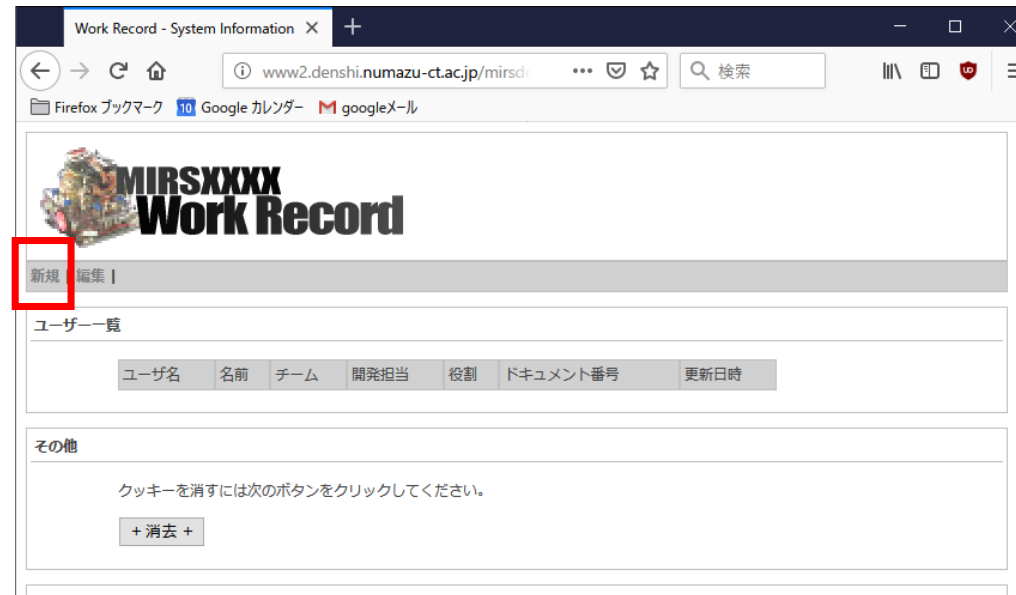 Work Record - System Information
www2.denshi.numazu-ct.ac.jp/mirsdc
検索
Firefox ブックマーク 10 Google カレンダー googleメール
MIRSXXXX
Work Record
新規 | 編集 |
ユーザー一覧
ユーザ名 名前 チーム 開発担当 役割 ドキュメント番号 更新日時
その他
クッキーを消すには次のボタンをクリックしてください。
+ 消去 +